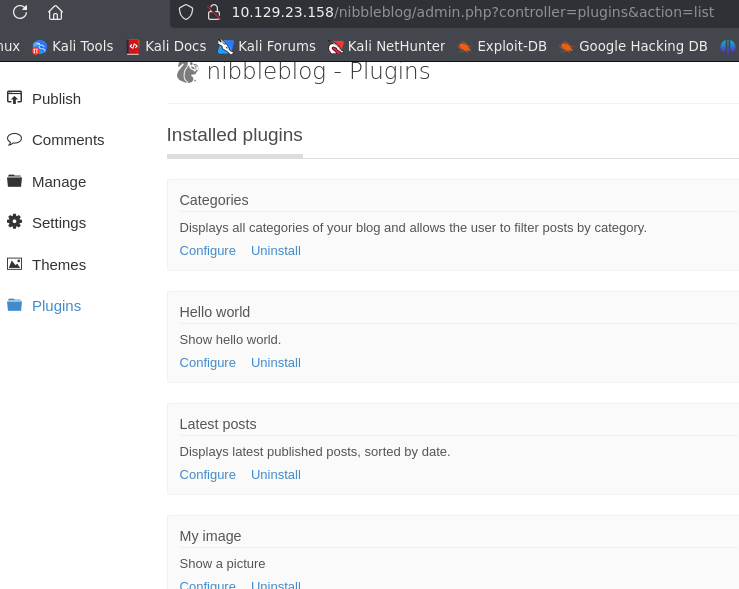 10.129.23.158/nibbleblog/admin.php?controller=plugins&action=list
nux Kali Tools Kali Docs Kali Forums Kali NetHunter Exploit-DB Google Hacking DB
nibbleblog - Plugins
Publish
Comments
Manage
Settings
Themes
Plugins
Installed plugins
Categories
Displays all categories of your blog and allows the user to filter posts by category.
Configure Uninstall
Hello world
Show hello world.
Configure Uninstall
Latest posts
Displays latest published posts, sorted by date.
Configure Uninstall
My image
Show a picture
Configure Uninstall